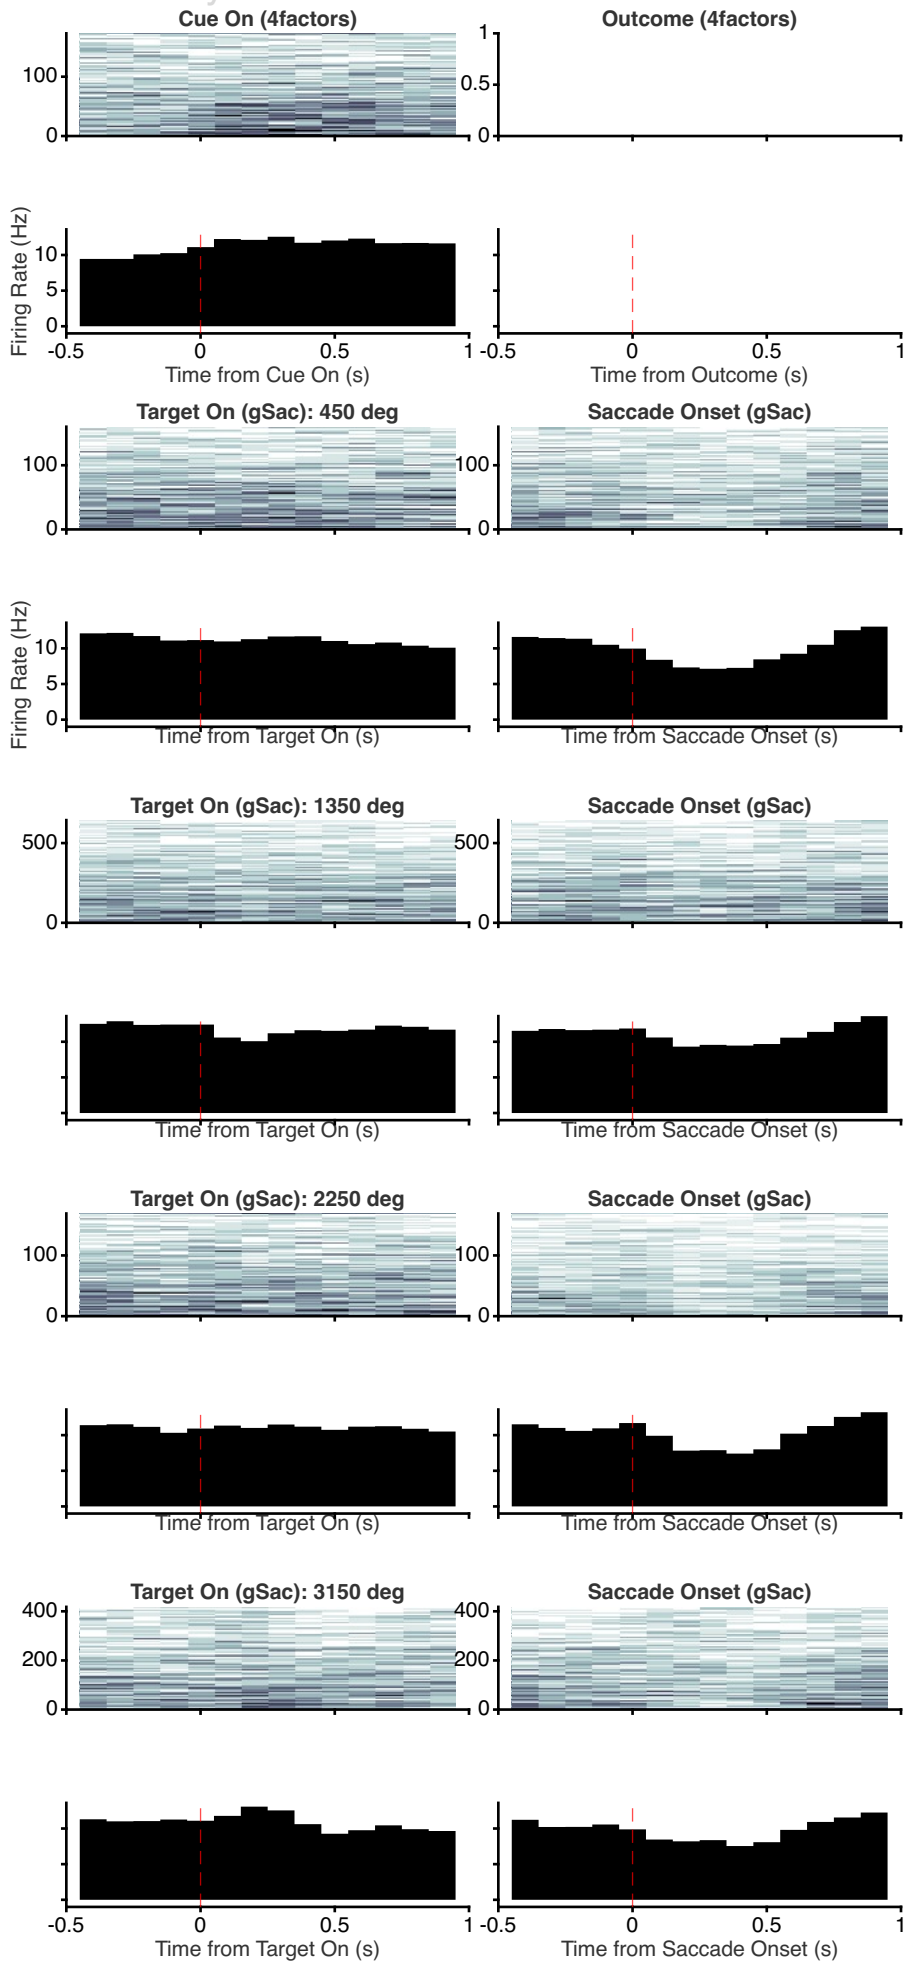 Cue On (4factors)
Outcome (4factors)
100
0
1
0.5
0
Firing Rate (Hz)
10
5
0
-0.5
0
0.5
1
-0.5
0
0.5
1
Time from Cue On (s)
Time from Outcome (s)
Target On (gSac): 450 deg
Saccade Onset (gSac)
100
0
100
0
Firing Rate (Hz)
10
5
0
Time from Target On (s)
Time from Saccade Onset (s)
Target On (gSac): 1350 deg
Saccade Onset (gSac)
500
0
500
0
Time from Target On (s)
Time from Saccade Onset (s)
Target On (gSac): 2250 deg
Saccade Onset (gSac)
100
0
100
0
Time from Target On (s)
Time from Saccade Onset (s)
Target On (gSac): 3150 deg
Saccade Onset (gSac)
400
200
0
400
200
0
-0.5
0
0.5
1
-0.5
0
0.5
1
Time from Target On (s)
Time from Saccade Onset (s)